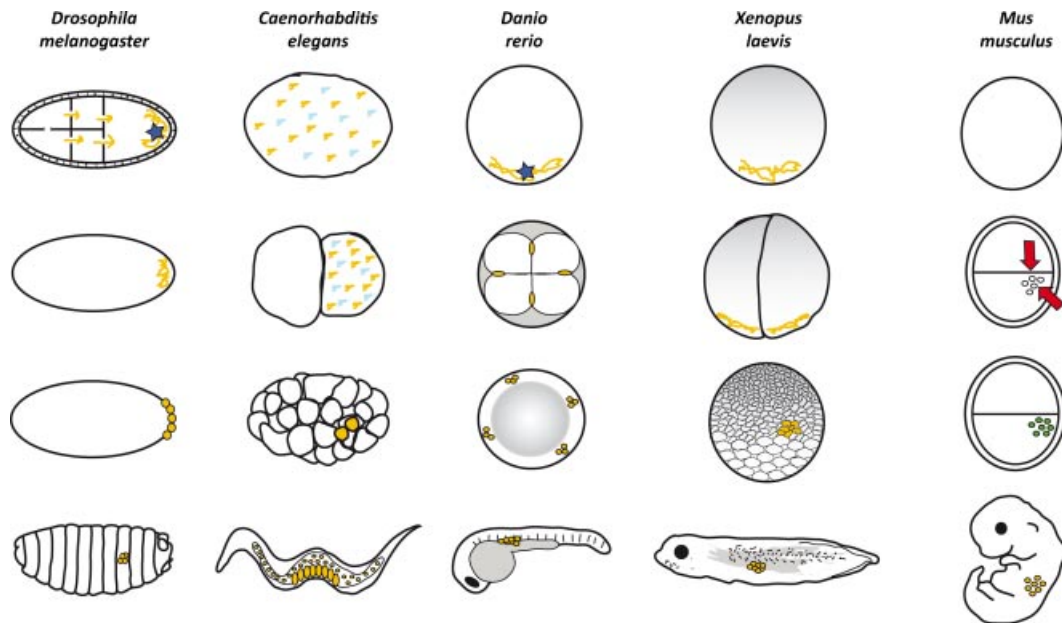 Drosophila
melanogaster
Caenorhabditis
elegans
Danio
rerio
Xenopus
laevis
Mus
musculus